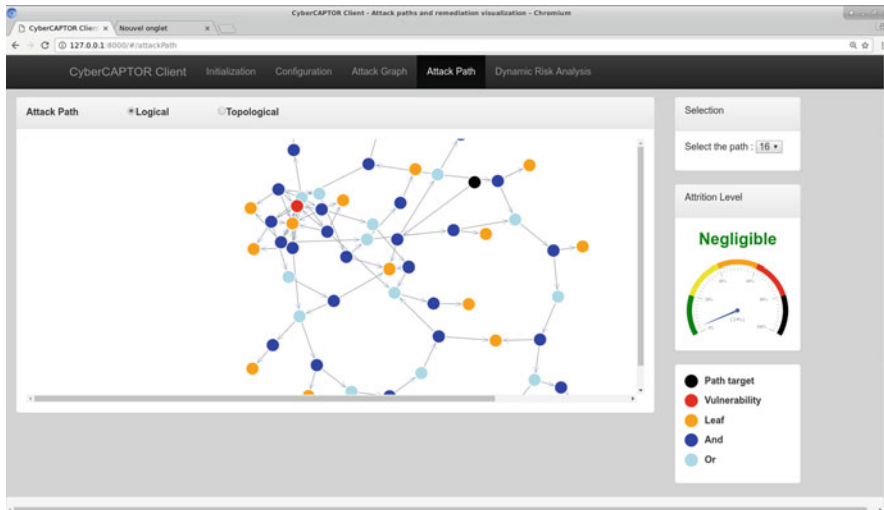 CyberCAPTOR Client - Attack paths and remediation visualization - Chromium
CyberCAPTOR Clien
Nouvel onglet
127.0.0.1:8000/#/attackPath
CyberCAPTOR Client Initialization Configuration Attack Graph Attack Path Dynamic Risk Analysis
Attack Path Logical Topological
Selection
Select the path : 16
Attrition Level
Negligible
Path target
Vulnerability
Leaf
And
Or